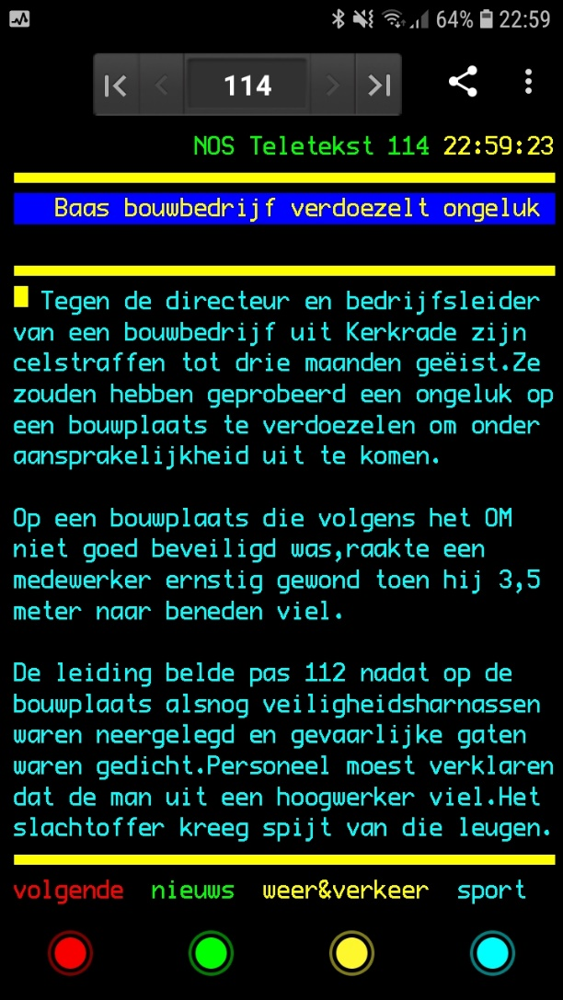 64% 22:59
114
NOS Teletekst 114 22:59:23
Baas bouwbedrijf verdoezelt ongeluk
Tegen de directeur en bedrijfsleider
van een bouwbedrijf uit Kerkrade zijn
celstraffen tot drie maanden geëist.Ze
zouden hebben geprobeerd een ongeluk op
een bouwplaats te verdoezelen om onder
aansprakelijkheid uit te komen.
Op een bouwplaats die volgens het OM
niet goed beveiligd was,raakte een
medewerker ernstig gewond toen hij 3,5
meter naar beneden viel.
De leiding belde pas 112 nadat op de
bouwplaats alsnog veiligheidsharnassen
waren neergelegd en gevaarlijke gaten
waren gedicht.Personeel moest verklaren
dat de man uit een hoogwerker viel.Het
slachtoffer kreeg spijt van die leugen.
volgende nieuws weer&verkeer sport